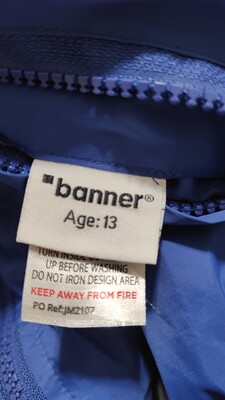 "banner®
Age: 13
TURN INSIDE
UP BEFORE WASHING
DO NOT IRON DESIGN AREA
KEEP AWAY FROM FIRE
PO Ref:JM2107